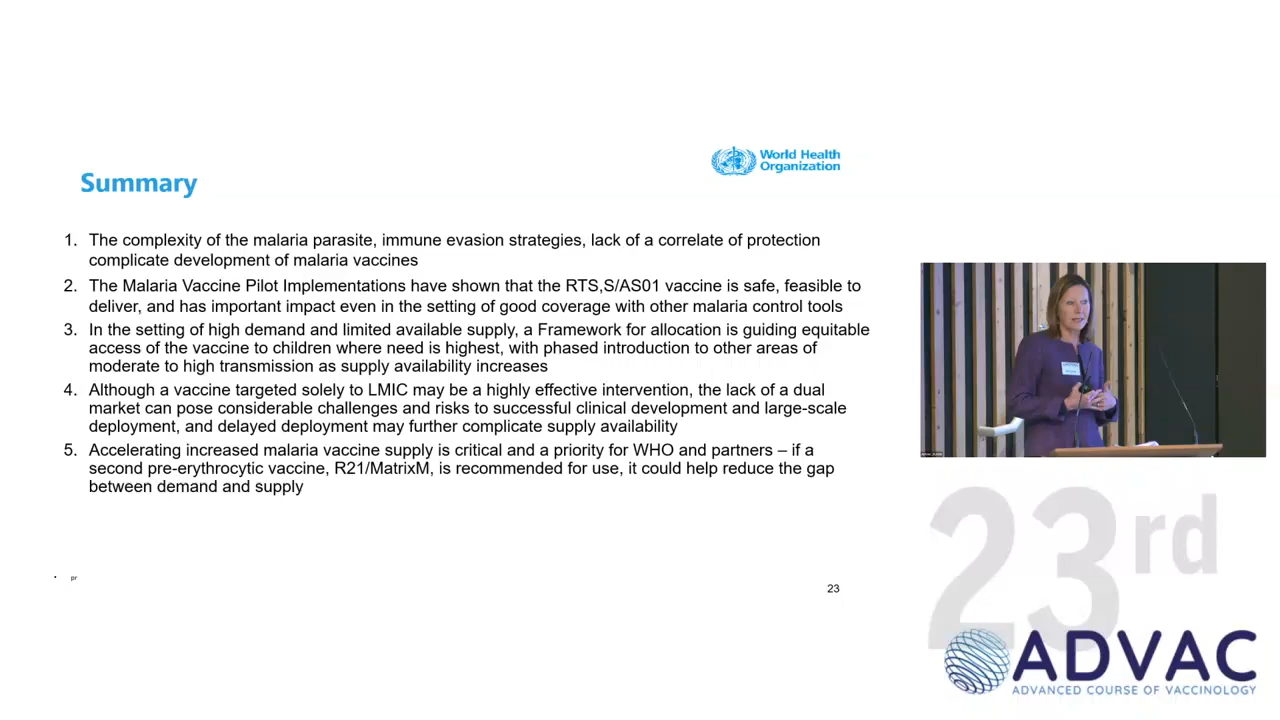 World Health
Organization
Summary
1. The complexity of the malaria parasite, immune evasion strategies, lack of a correlate of protection
complicate development of malaria vaccines
2. The Malaria Vaccine Pilot Implementations have shown that the RTS,S/AS01 vaccine is safe, feasible to
deliver, and has important impact even in the setting of good coverage with other malaria control tools
3. In the setting of high demand and limited available supply, a Framework for allocation is guiding equitable
access of the vaccine to children where need is highest, with phased introduction to other areas of
moderate to high transmission as supply availability increases
4. Although a vaccine targeted solely to LMIC may be a highly effective intervention, the lack of a dual
market can pose considerable challenges and risks to successful clinical development and large-scale
deployment, and delayed deployment may further complicate supply availability
5. Accelerating increased malaria vaccine supply is critical and a priority for WHO and partners – if a
second pre-erythrocytic vaccine, R21/MatrixM, is recommended for use, it could help reduce the gap
between demand and supply
• pr
23
23rd
ADVAC
ADVANCED COURSE OF VACCINOLOGY